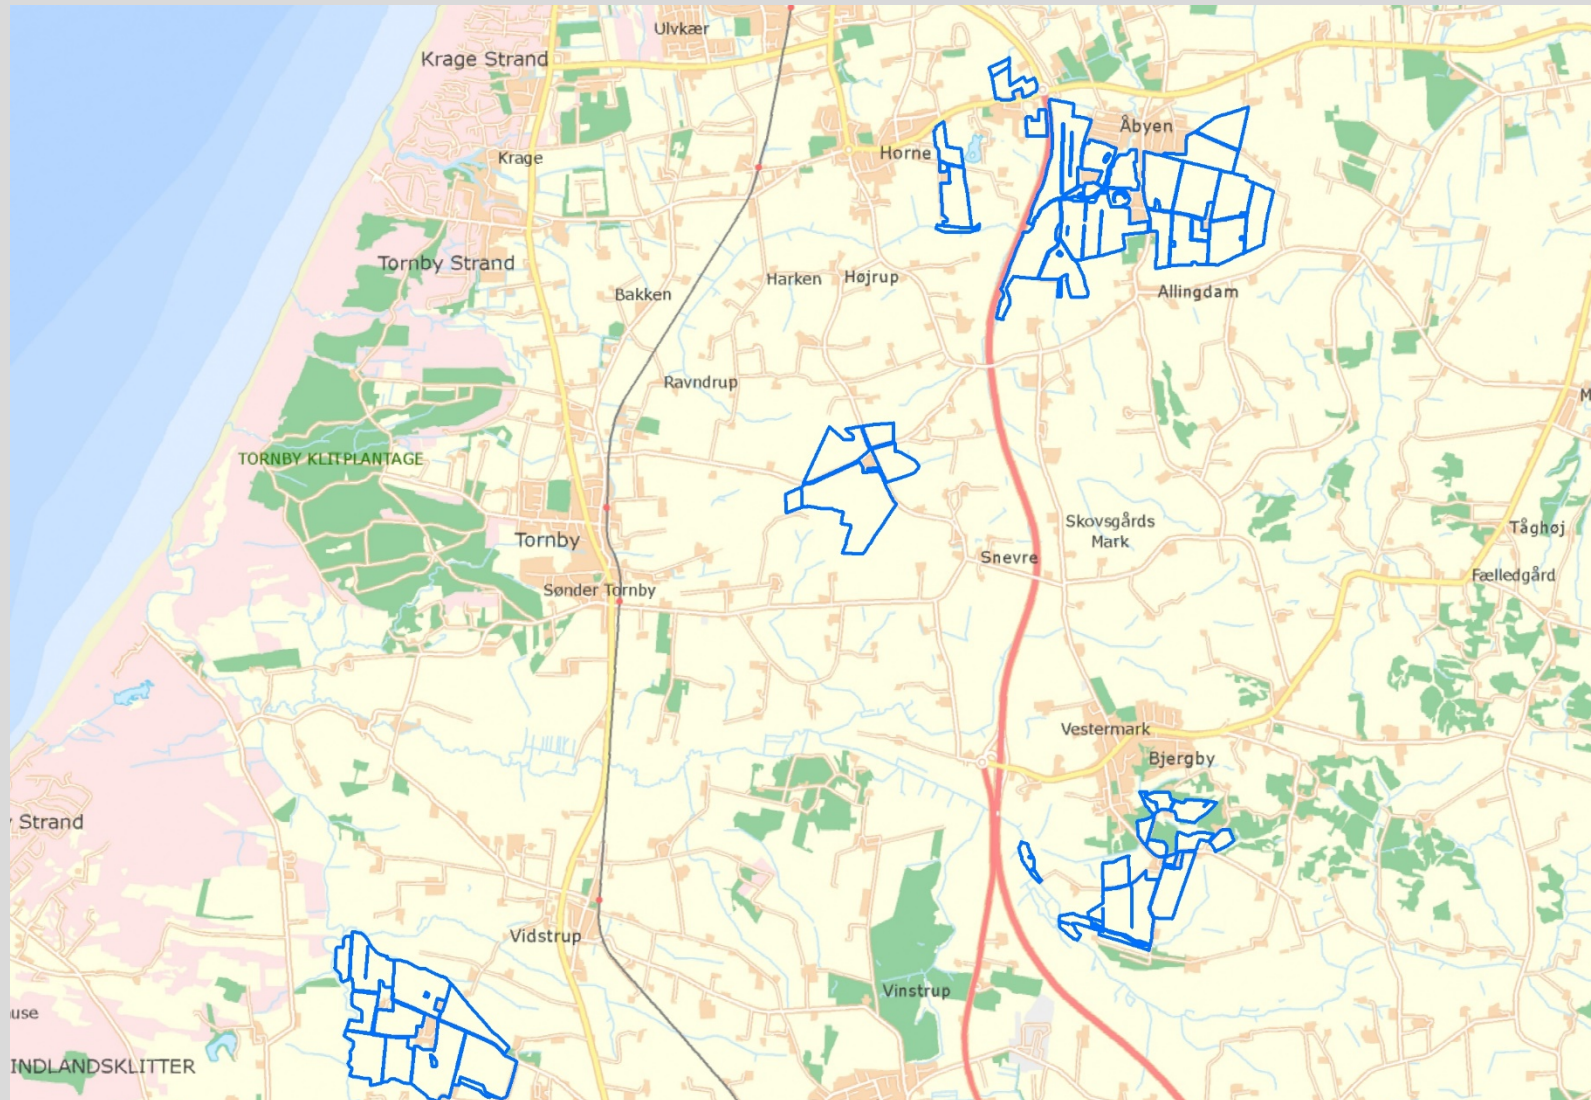 Ulvkær
Krage Strand
Åbyen
Horne
Krage
Tornby Strand
Harken
Højrup
Bakken
Allingdam
Ravndrup
M
TORNBY KLITPLANTAGE
Skovsgårds
Mark
Tåghøj
Tornby
Snevre
Fælledgård
Sønder Tornby
Vestermark
Bjergby
Strand
Vidstrup
Vinstrup
use
INDLANDSKLITTER